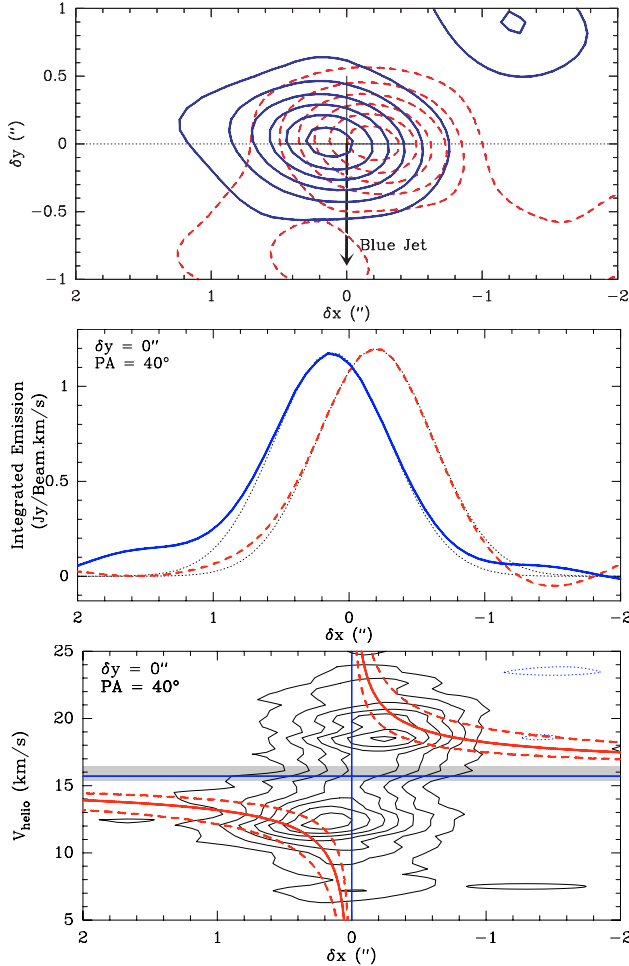 1
0.5
0
-0.5
-1
δy (″)
Blue Jet
2 1 0 -1 -2
δx (″)
δy = 0″
PA = 40°
1
0.5
0
Integrated Emission
(Jy/Beam.km/s)
2 1 0 -1 -2
δx (″)
25
δy = 0″
PA = 40°
20
15
10
5
V_helio (km/s)
2 1 0 -1 -2
δx (″)